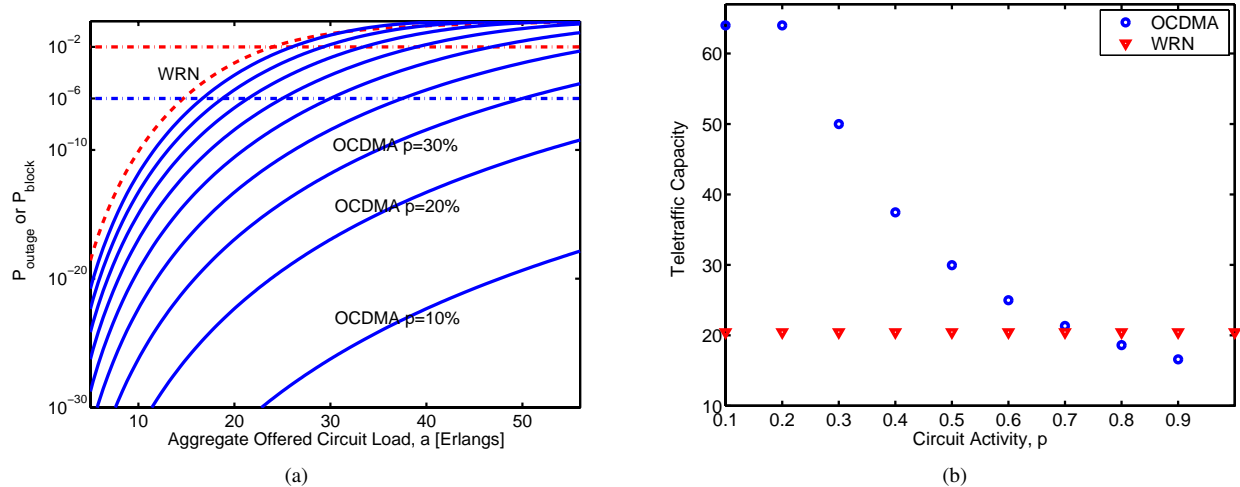 10−2
10−6
10−10
10−20
10−30
P outage or P block
WRN
OCDMA p=30%
OCDMA p=20%
OCDMA p=10%
10 20 30 40 50
Aggregate Offered Circuit Load, a [Erlangs]
(a)
60
50
40
30
20
10
Teletraffic Capacity
OCDMA
WRN
0.1 0.2 0.3 0.4 0.5 0.6 0.7 0.8 0.9
Circuit Activity, p
(b)